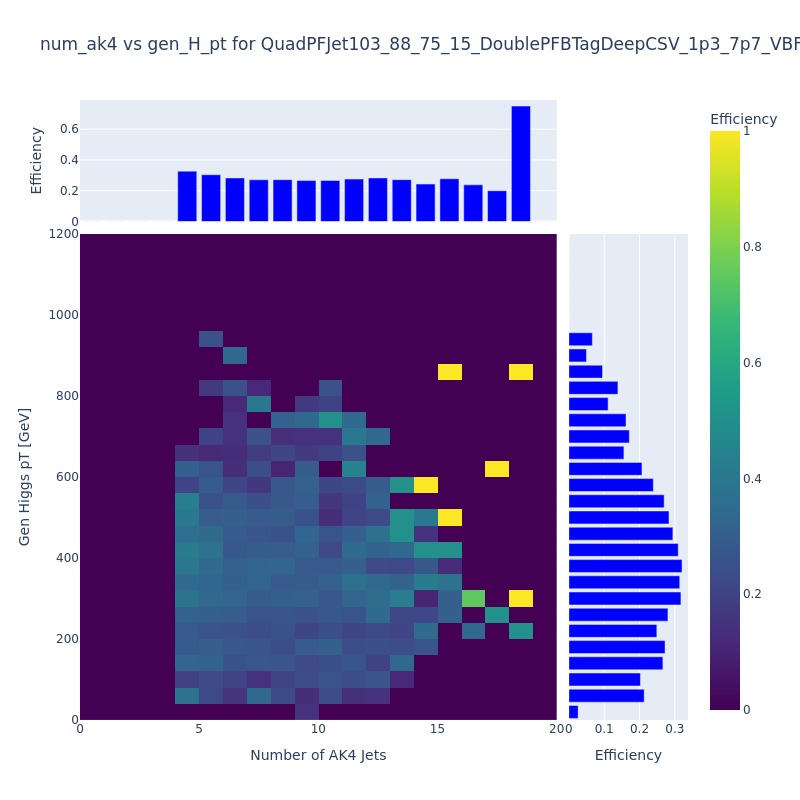 num_ak4 vs gen_H_pt for QuadPFJet103_88_75_15_DoublePFBTagDeepCSV_1p3_7p7_VBF
Efficiency
0.6
0.4
0.2
0
Efficiency
1
0.8
0.6
0.4
0.2
0
Gen Higgs pT [GeV]
1200
1000
800
600
400
200
0
0 5 10 15 20
Number of AK4 Jets
0 0.1 0.2 0.3
Efficiency